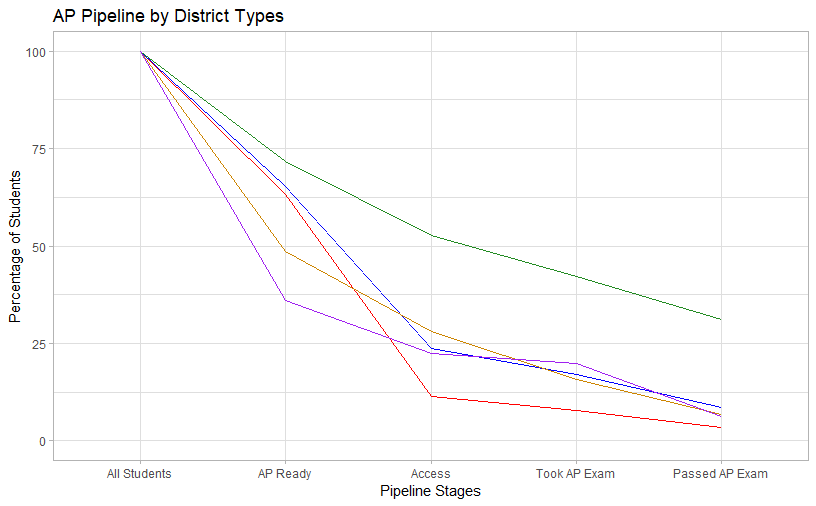 AP Pipeline by District Types
100
75
50
25
0
Percentage of Students
All Students
AP Ready
Access
Took AP Exam
Passed AP Exam
Pipeline Stages